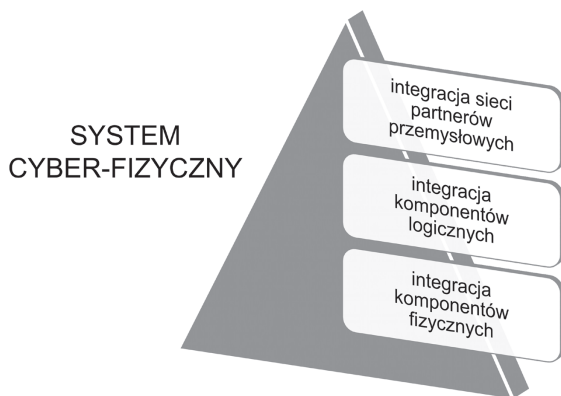 SYSTEM
CYBER-FIZYCZNY
integracja sieci
partnerów
przemysłowych
integracja
komponentów
logicznych
integracja
komponentów
fizycznych